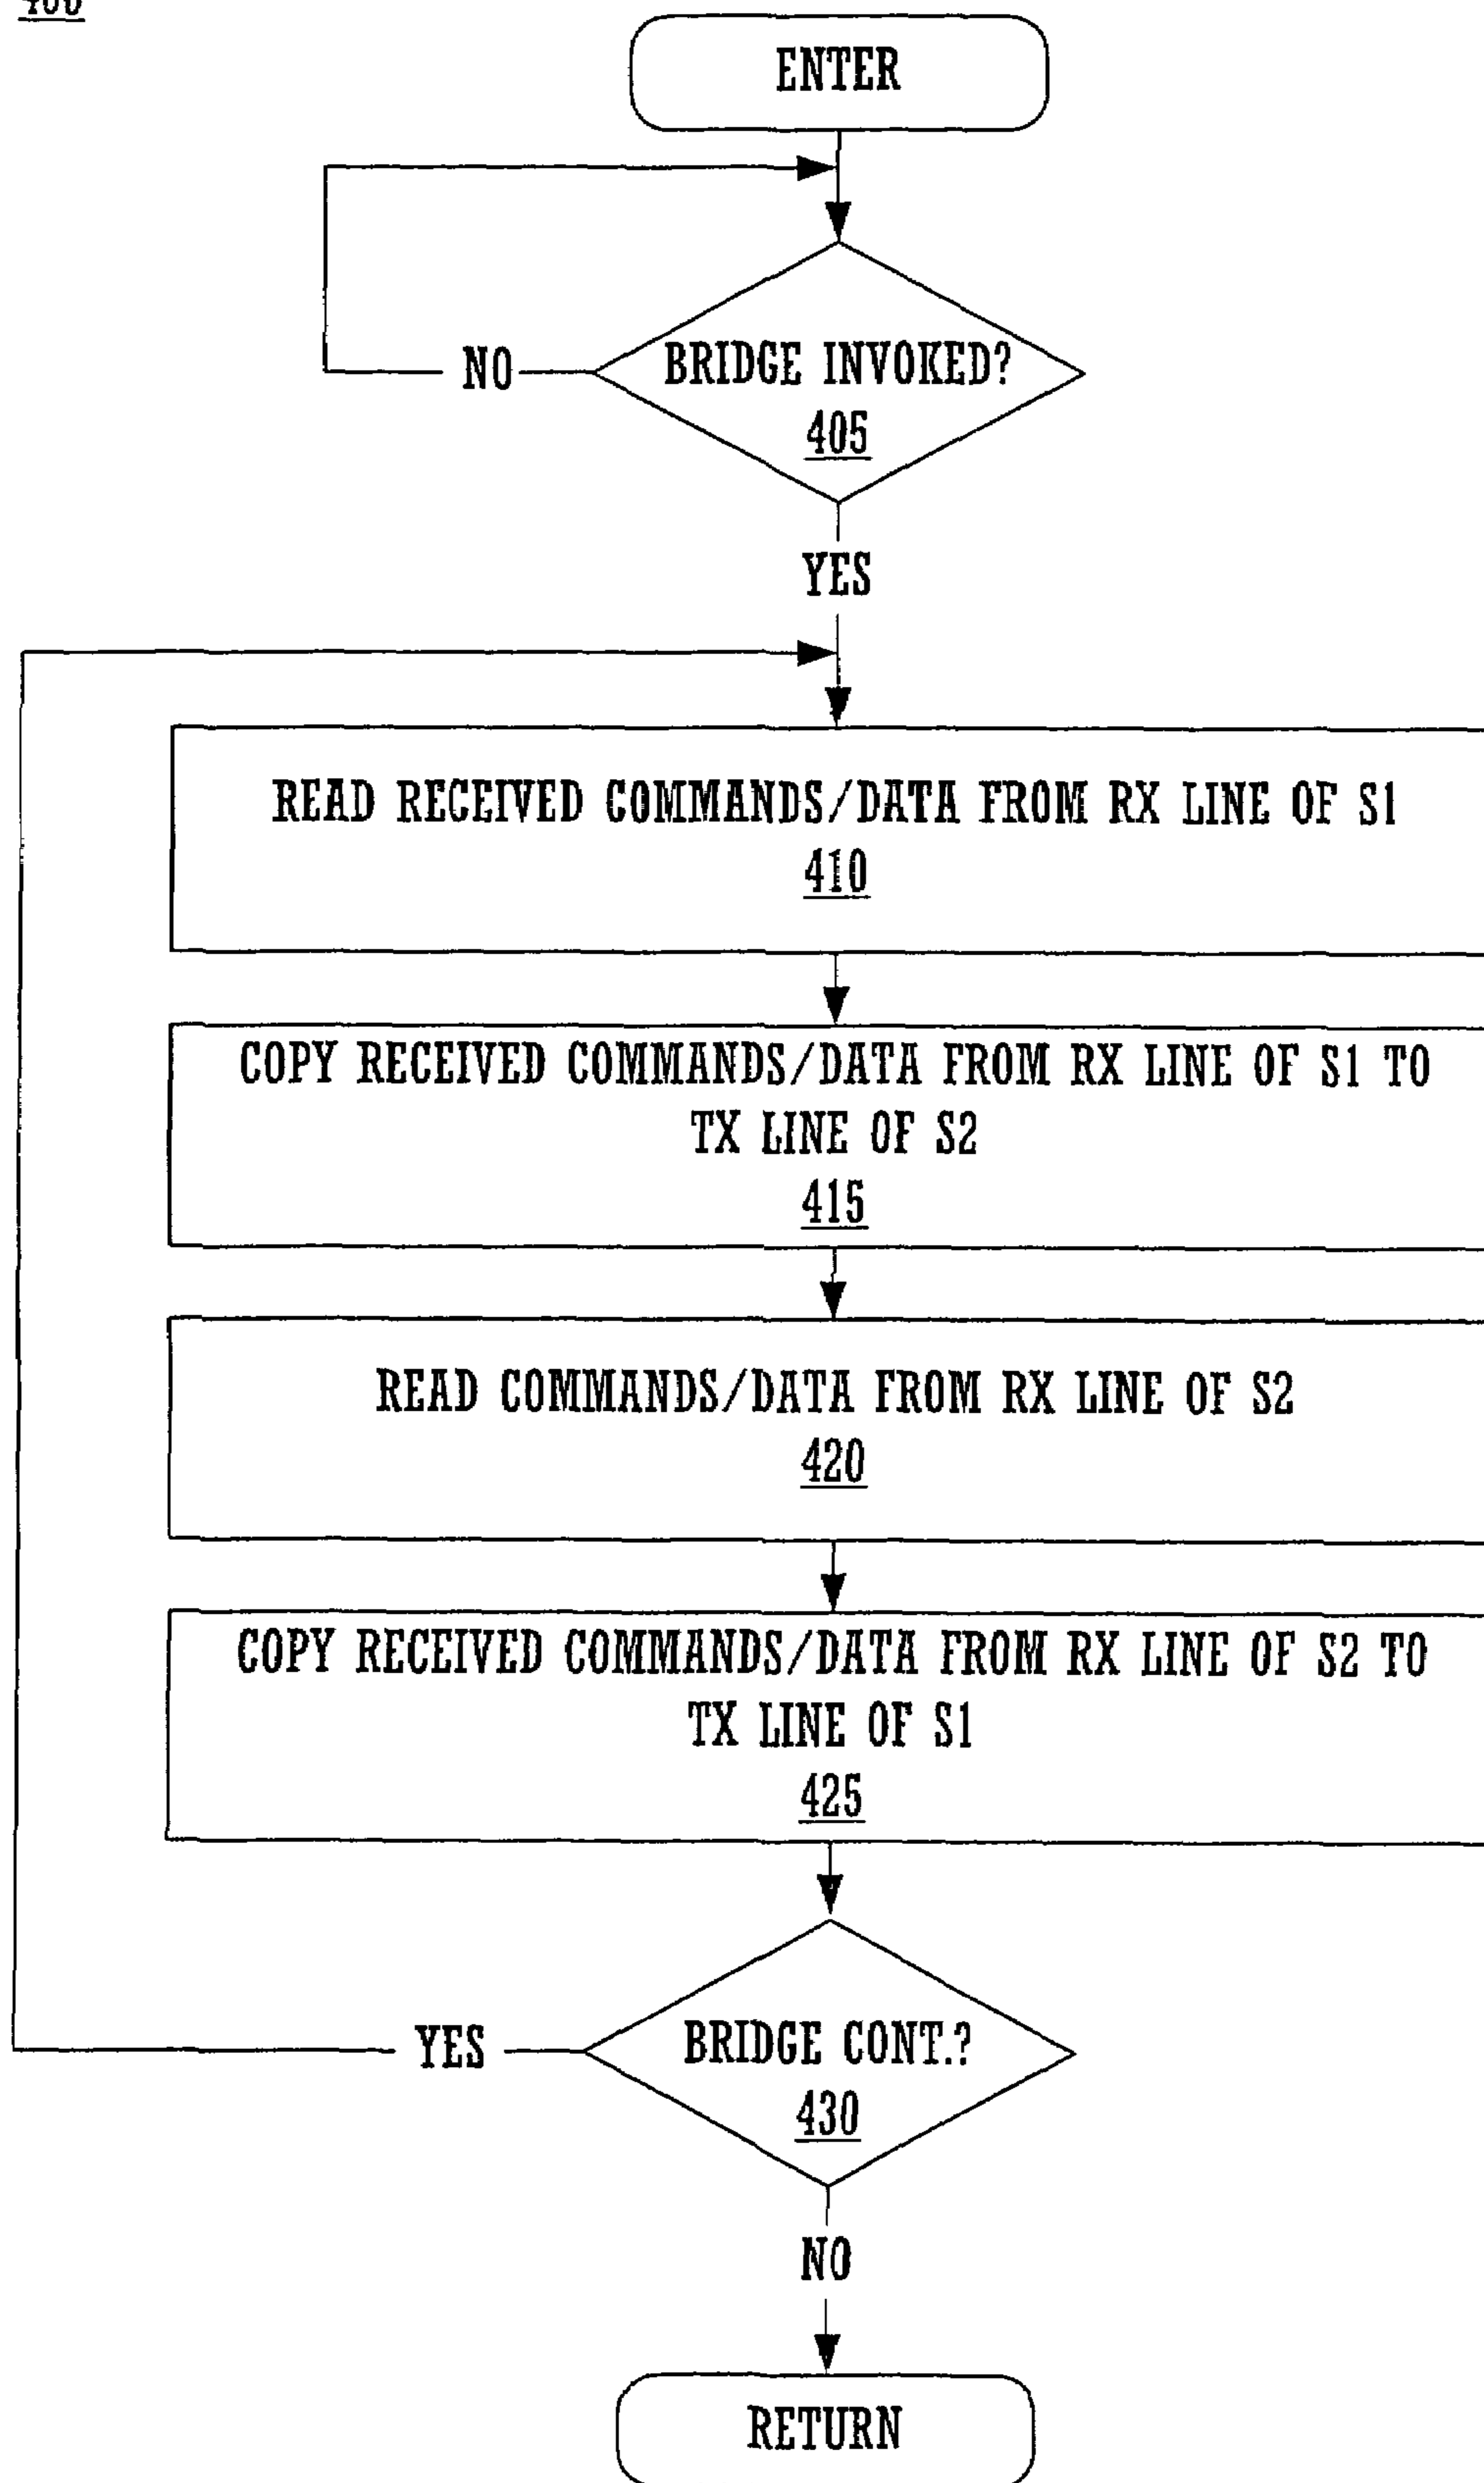 ENTER
BRIDGE INVOKED?
405
NO
YES
READ RECEIVED COMMANDS/DATA FROM RX LINE OF S1
410
COPY RECEIVED COMMANDS/DATA FROM RX LINE OF S1 TO
TX LINE OF S2
415
READ COMMANDS/DATA FROM RX LINE OF S2
420
COPY RECEIVED COMMANDS/DATA FROM RX LINE OF S2 TO
TX LINE OF S1
425
BRIDGE CONT.?
430
YES
NO
RETURN